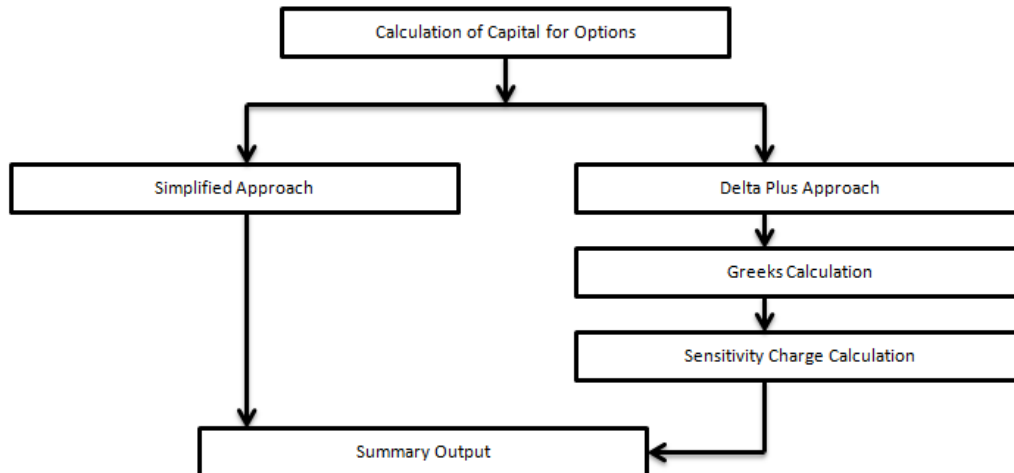 Calculation of Capital for Options
Simplified Approach
Delta Plus Approach
Greeks Calculation
Sensitivity Charge Calculation
Summary Output